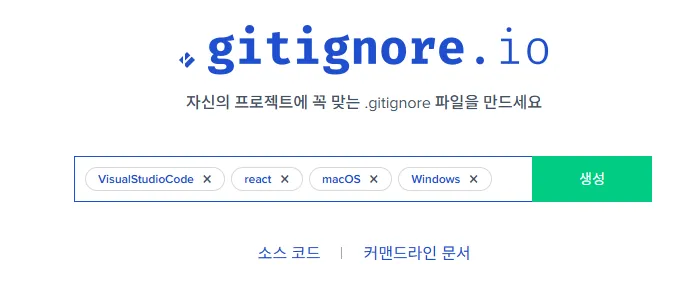 gitignore.io
자신의 프로젝트에 꼭 맞는 .gitignore 파일을 만드세요
VisualStudioCode × react × macOS × Windows × 생성
소스 코드 | 커맨드라인 문서